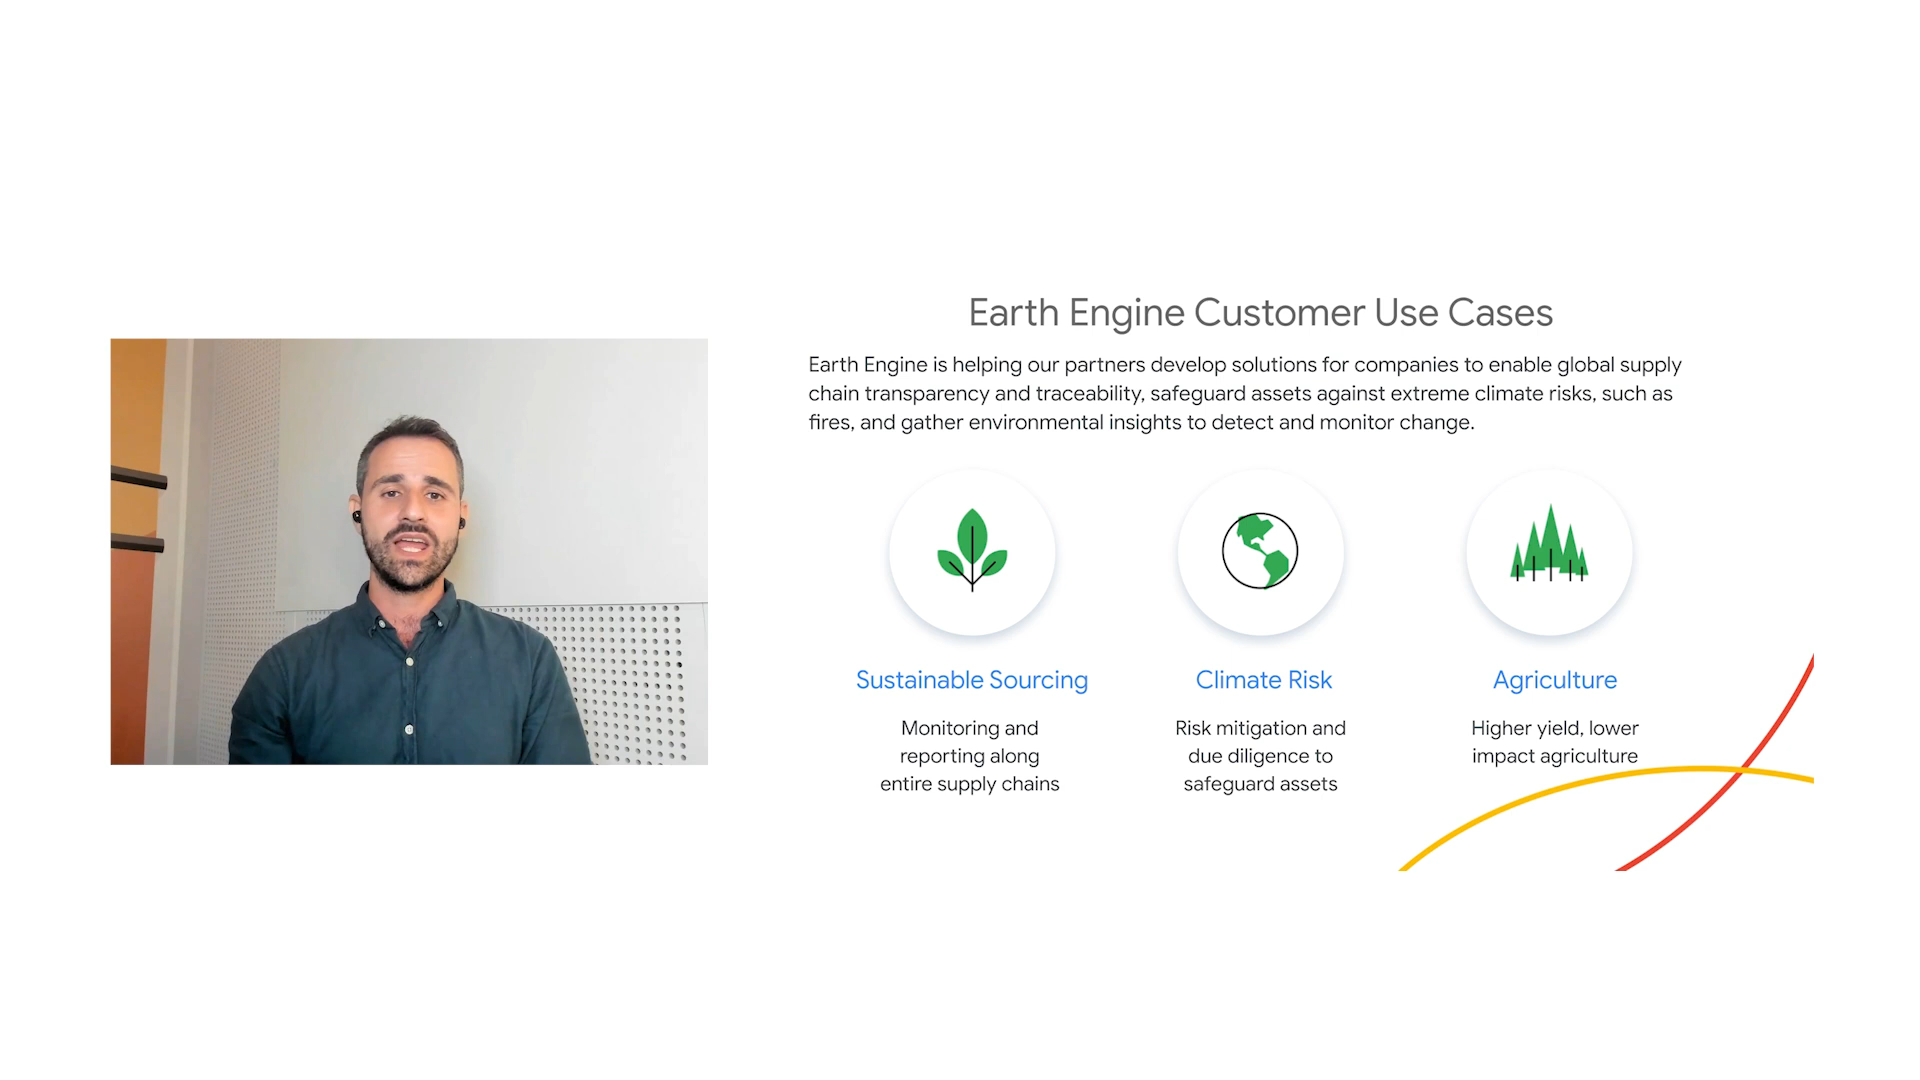 Earth Engine Customer Use Cases
Earth Engine is helping our partners develop solutions for companies to enable global supply
chain transparency and traceability, safeguard assets against extreme climate risks, such as
fires, and gather environmental insights to detect and monitor change.
Sustainable Sourcing
Monitoring and
reporting along
entire supply chains
Climate Risk
Risk mitigation and
due diligence to
safeguard assets
Agriculture
Higher yield, lower
impact agriculture